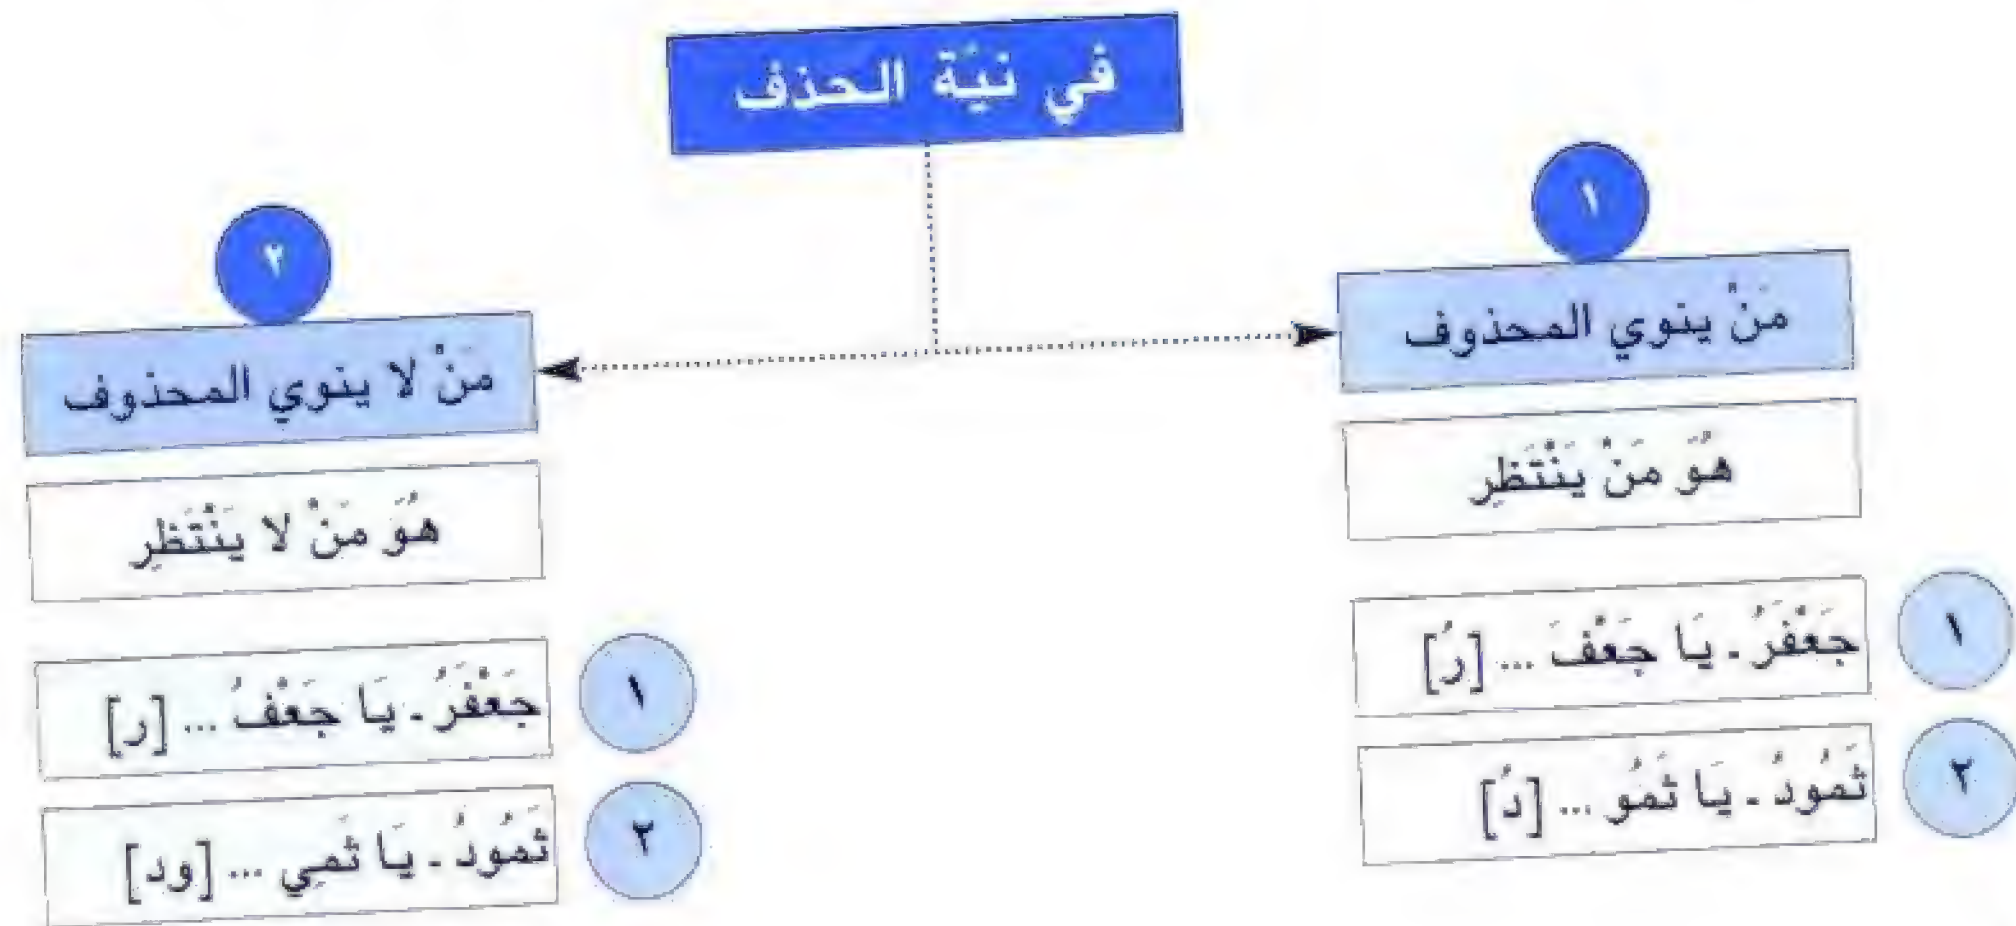 في نيّة الحذف
١
مَنْ ينوي المحذوف
هُوَ مَنْ يَنْتَظِر
١
جَعْفَرُ - يَا جَعْفَ ... [رُ]
٢
ثَمُودُ - يَا ثَمُو ... [دُ]
٢
مَنْ لا ينوي المحذوف
هُوَ مَنْ لا يَنْتَظِر
١
جَعْفَرُ - يَا جَعْفُ ... [ر]
٢
ثَمُودُ - يَا ثَمِي ... [ود]